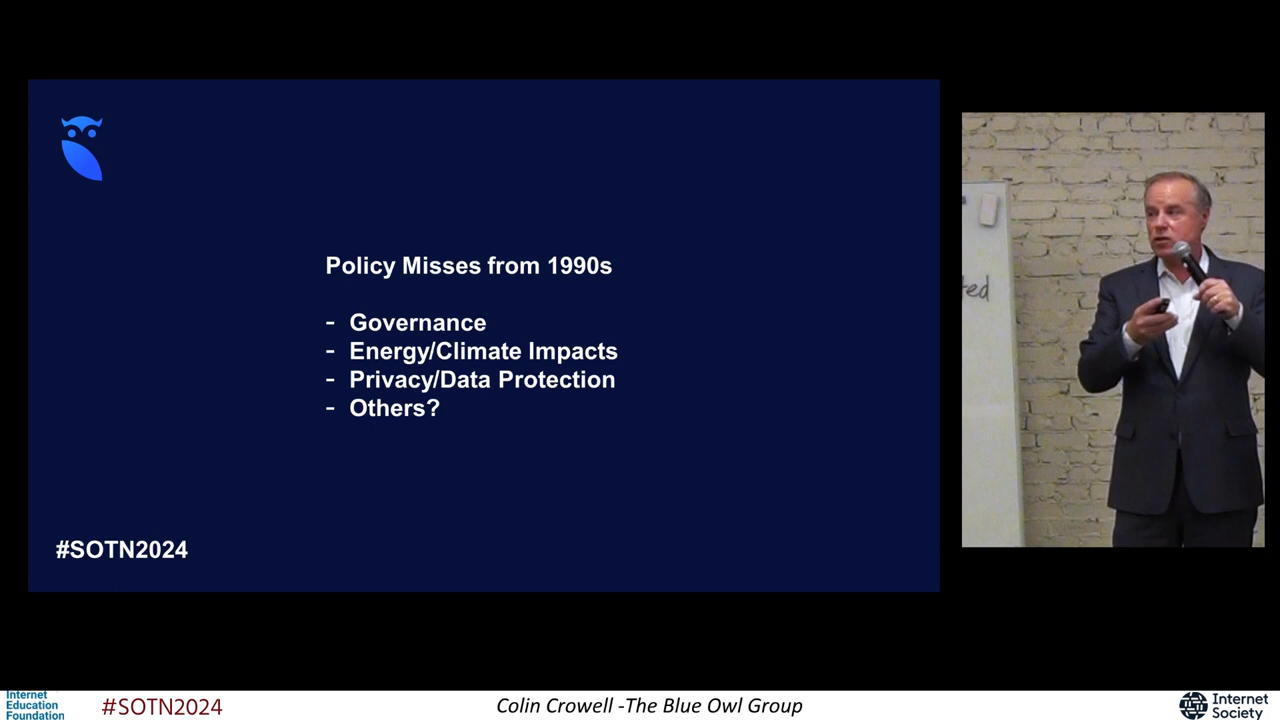 Policy Misses from 1990s
- Governance
- Energy/Climate Impacts
- Privacy/Data Protection
- Others?
#SOTN2024
ted
Internet
Education
Foundation
#SOTN2024
Colin Crowell -The Blue Owl Group
Internet
Society